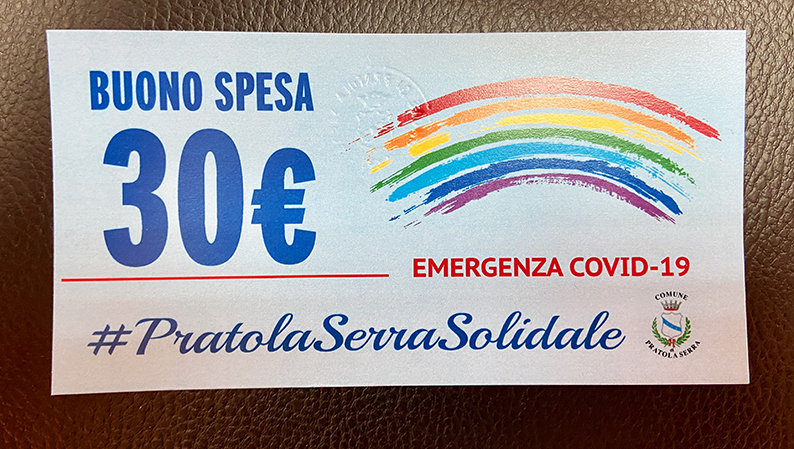 BUONO SPESA
30€
EMERGENZA COVID-19
#PratolaSerraSolidale
COMUNE
PRATOLA SERRA